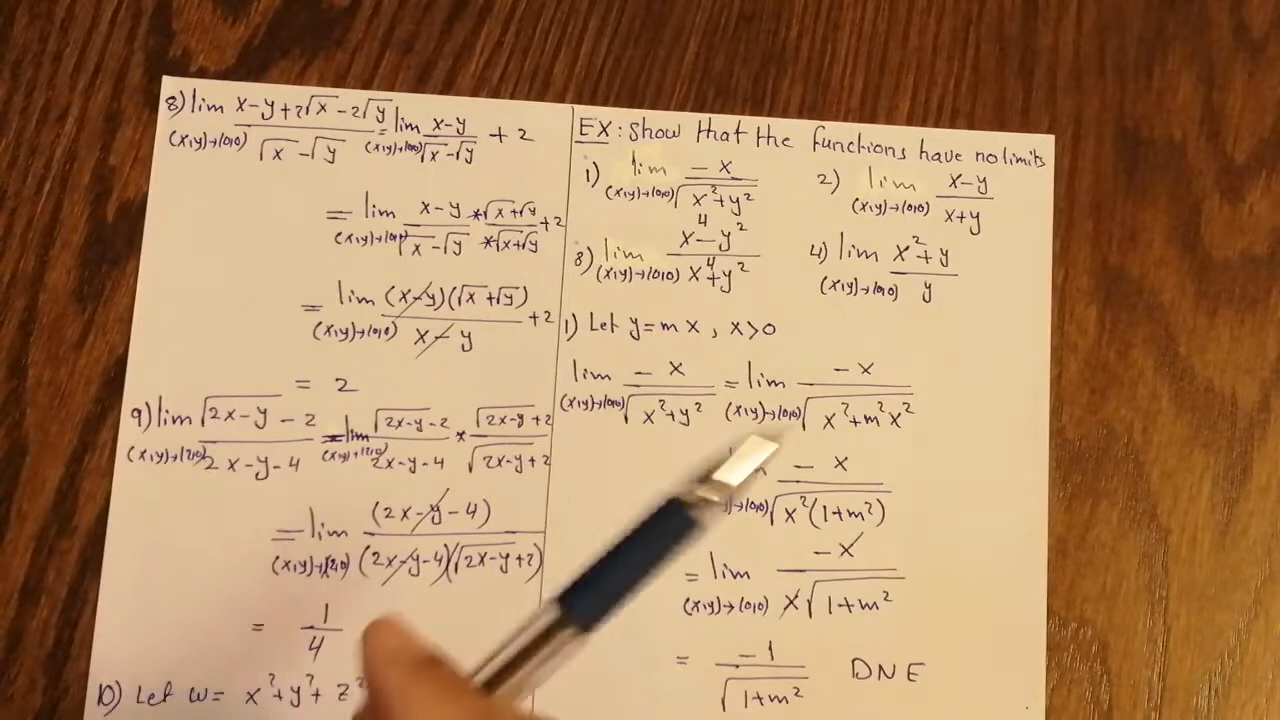 8) lim x-y+2√x-2√y / √x-√y = lim x-y / √x-√y + 2
(x,y)→(0,0) (x,y)→(0,0)
= lim x-y / √x-√y * √x+√y / * √x+√y + 2
(x,y)→(0,0)
= lim (x-y)(√x+√y) / x-y + 2
(x,y)→(0,0)
= 2
9) lim √2x-y - 2 / 2x-y-4 = lim √2x-y - 2 / 2x-y-4 * √2x-y + 2 / √2x-y + 2
(x,y)→(2,0) (x,y)→(2,0)
= lim (2x-y-4) / (2x-y-4)(√2x-y + 2)
(x,y)→(2,0)
= 1/4
10) Let w= x²+y²+z²
EX: show that the functions have no limits
1) lim -x / √x²+y² 2) lim x-y / x+y
(x,y)→(0,0) (x,y)→(0,0)
3) lim x⁴-y² / x⁴+y² 4) lim x²+y / y
(x,y)→(0,0) (x,y)→(0,0)
1) Let y=mx, x>0
lim -x / √x²+y² = lim -x / √x²+m²x²
(x,y)→(0,0) (x,y)→(0,0)
-x / √x²(1+m²)
= lim -x / x√1+m²
(x,y)→(0,0)
= -1 / √1+m² DNE